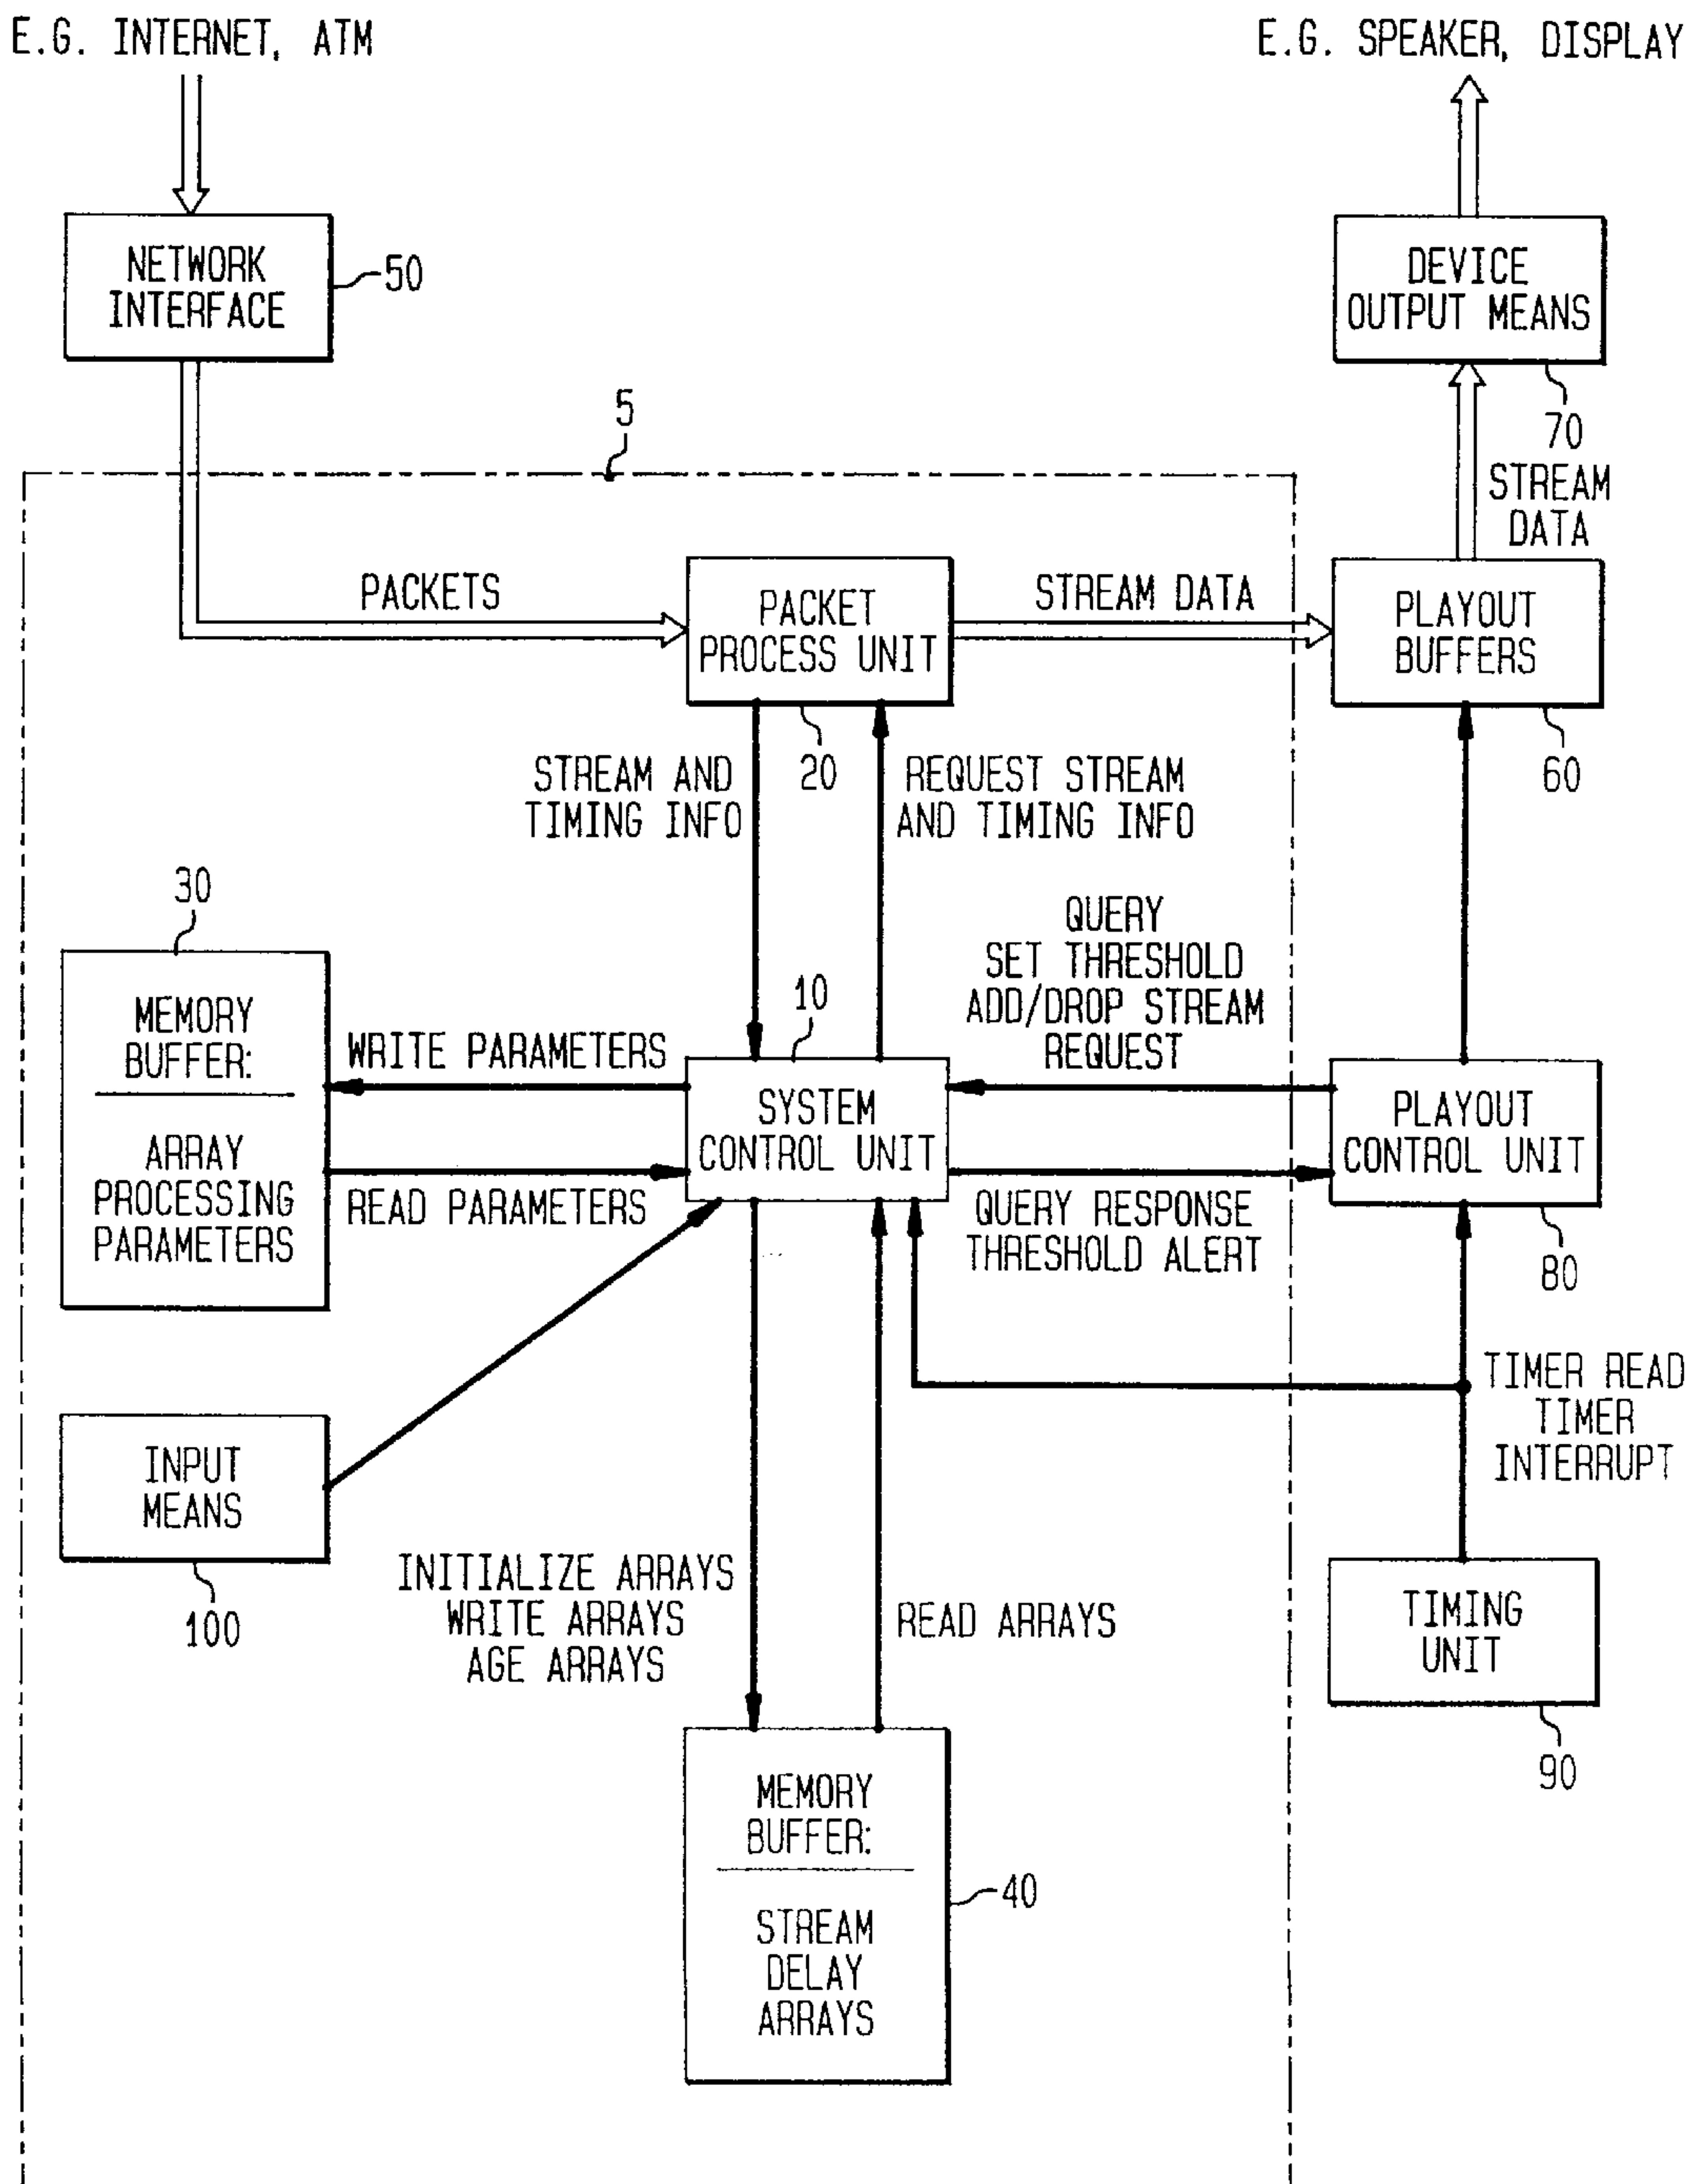 E.G. INTERNET, ATM
E.G. SPEAKER, DISPLAY
NETWORK
INTERFACE
50
DEVICE
OUTPUT MEANS
70
5
STREAM
DATA
PACKETS
PACKET
PROCESS UNIT
20
STREAM DATA
PLAYOUT
BUFFERS
60
STREAM AND
TIMING INFO
REQUEST STREAM
AND TIMING INFO
30
MEMORY
BUFFER:
ARRAY
PROCESSING
PARAMETERS
WRITE PARAMETERS
READ PARAMETERS
10
SYSTEM
CONTROL UNIT
QUERY
SET THRESHOLD
ADD/DROP STREAM
REQUEST
QUERY RESPONSE
THRESHOLD ALERT
PLAYOUT
CONTROL UNIT
80
TIMER READ
TIMER
INTERRUPT
INPUT
MEANS
100
INITIALIZE ARRAYS
WRITE ARRAYS
AGE ARRAYS
READ ARRAYS
TIMING
UNIT
90
MEMORY
BUFFER:
STREAM
DELAY
ARRAYS
40